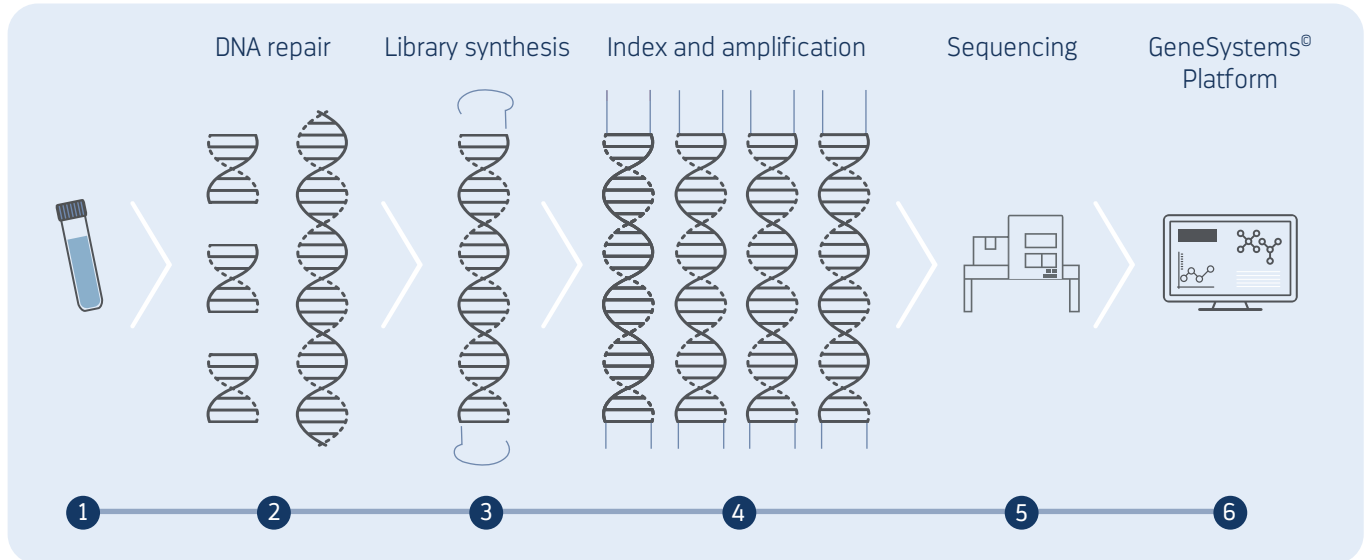 DNA repair
Library synthesis
Index and amplification
Sequencing
GeneSystems©
Platform
1
2
3
4
5
6